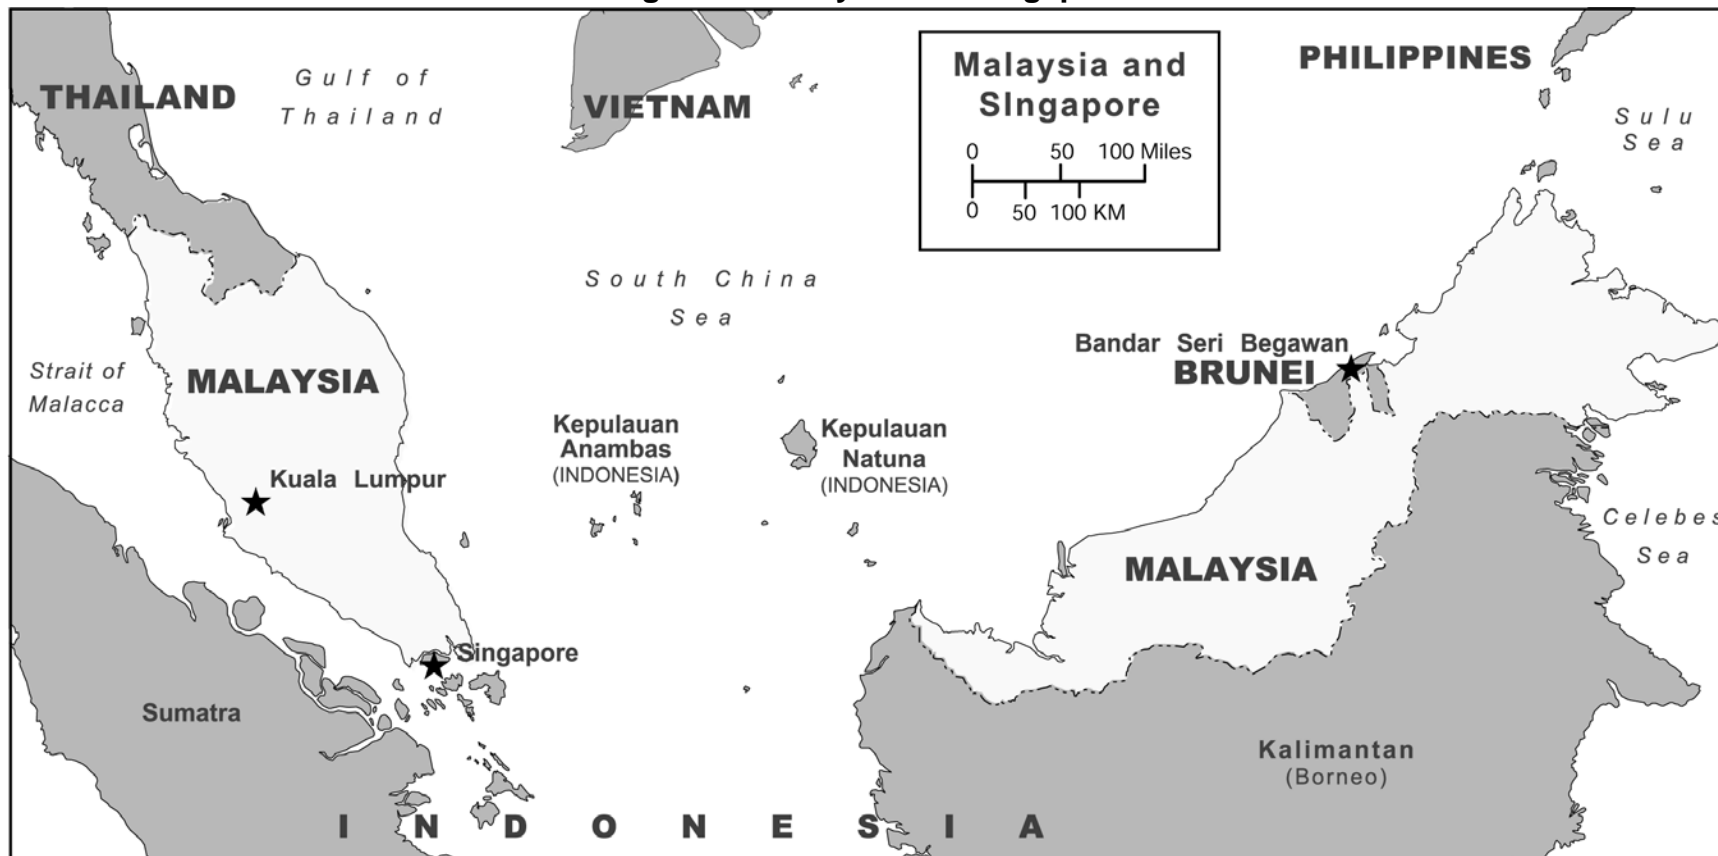 THAILAND
Gulf of
Thailand
VIETNAM
Malaysia and
SIngapore
0 50 100 Miles
0 50 100 KM
PHILIPPINES
Sulu
Sea
South China
Sea
Strait of
Malacca
MALAYSIA
Bandar Seri Begawan
BRUNEI
Kepulauan
Anambas
(INDONESIA)
Kepulauan
Natuna
(INDONESIA)
Kuala Lumpur
Celebes
Sea
MALAYSIA
Singapore
Sumatra
Kalimantan
(Borneo)
INDONESIA